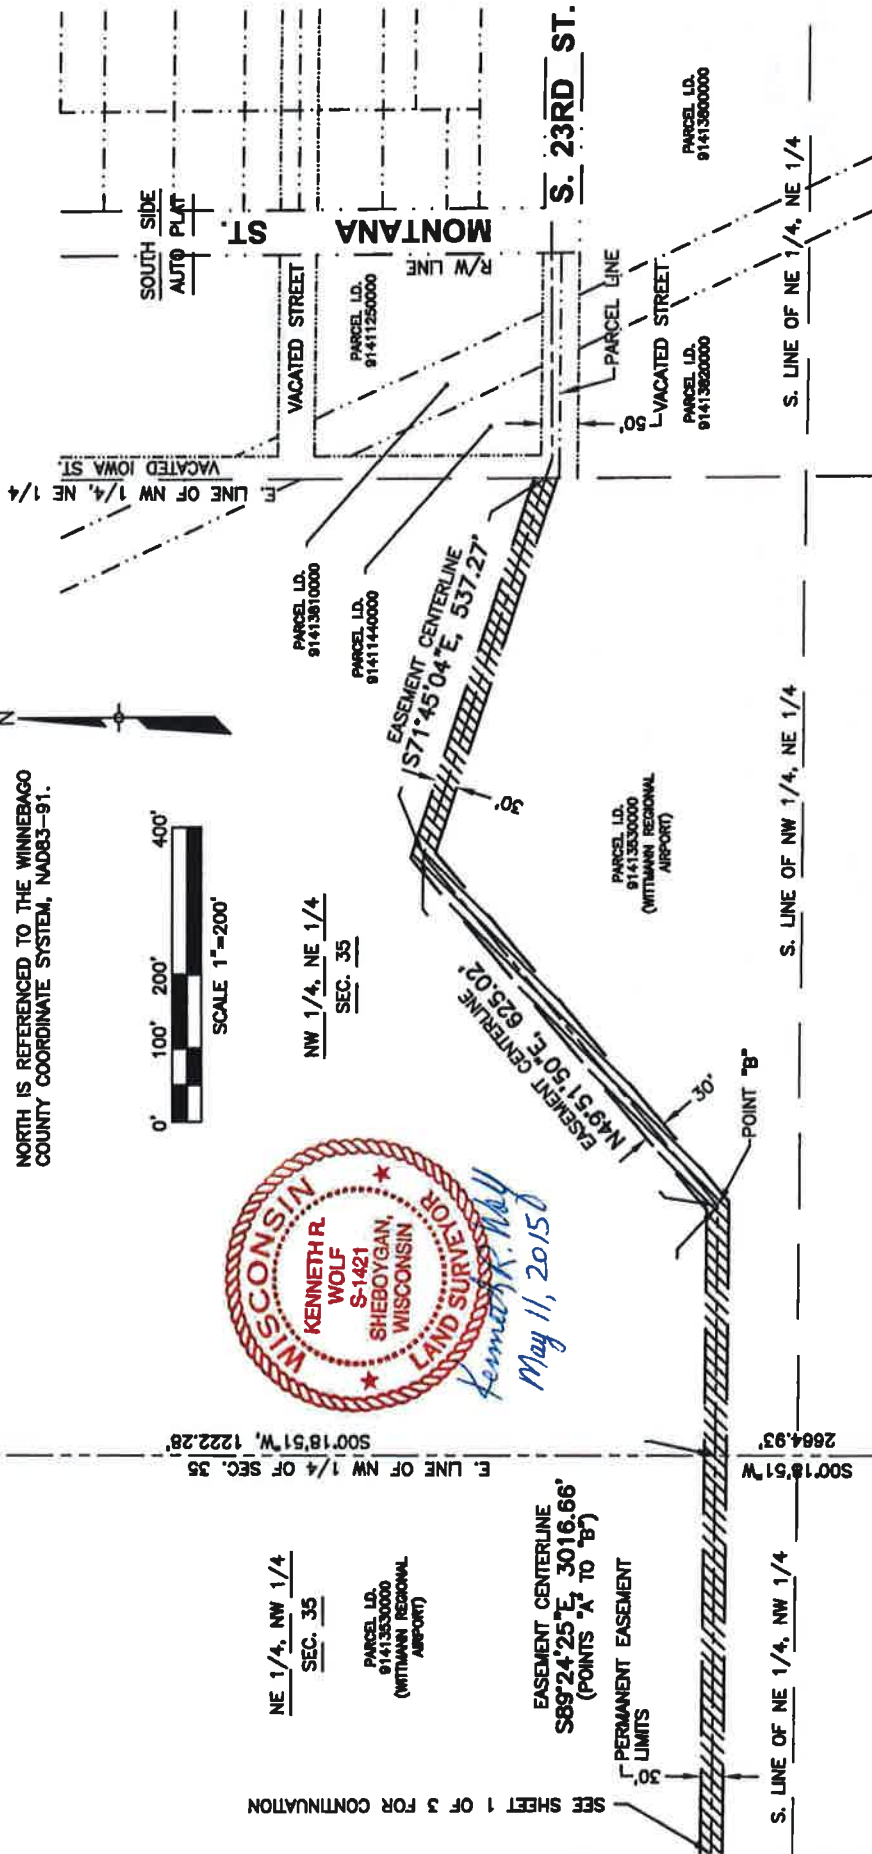 NORTH IS REFERENCED TO THE WINNEBAGO
COUNTY COORDINATE SYSTEM, NAD83-91.
N
0' 100' 200' 400'
SCALE 1"=200'
NE 1/4, NW 1/4
SEC. 35
PARCEL I.D.
91413530000
(WITTMANN REGIONAL
AIRPORT)
SEE SHEET 1 OF 3 FOR CONTINUATION
EASEMENT CENTERLINE
S89°24'25"E, 3016.66'
(POINTS "A" TO "B")
PERMANENT EASEMENT
LIMITS
30'
S. LINE OF NE 1/4, NW 1/4
E. LINE OF NW 1/4 OF SEC. 35
S00°18'51"W, 1222.28'
S00°18'51"W
2664.93'
WISCONSIN
KENNETH R.
WOLF
S-1421
SHEBOYGAN,
WISCONSIN
LAND SURVEYOR
Kenneth R. Wolf
May 11, 2015
NW 1/4, NE 1/4
SEC. 35
EASEMENT CENTERLINE
N49°51'50"E, 625.02'
30'
POINT "B"
PARCEL I.D.
91413530000
(WITTMANN REGIONAL
AIRPORT)
S. LINE OF NW 1/4, NE 1/4
EASEMENT CENTERLINE
S71°45'04"E, 537.27'
30'
PARCEL I.D.
91413810000
PARCEL I.D.
91411440000
E. LINE OF NW 1/4, NE 1/4
VACATED IOWA ST.
VACATED STREET
SOUTH SIDE
AUTO PLAT
PARCEL I.D.
91411250000
R/W LINE
MONTANA ST.
S. 23RD ST.
PARCEL LINE
50'
VACATED STREET
PARCEL I.D.
91413820000
PARCEL I.D.
91413800000
S. LINE OF NE 1/4, NE 1/4